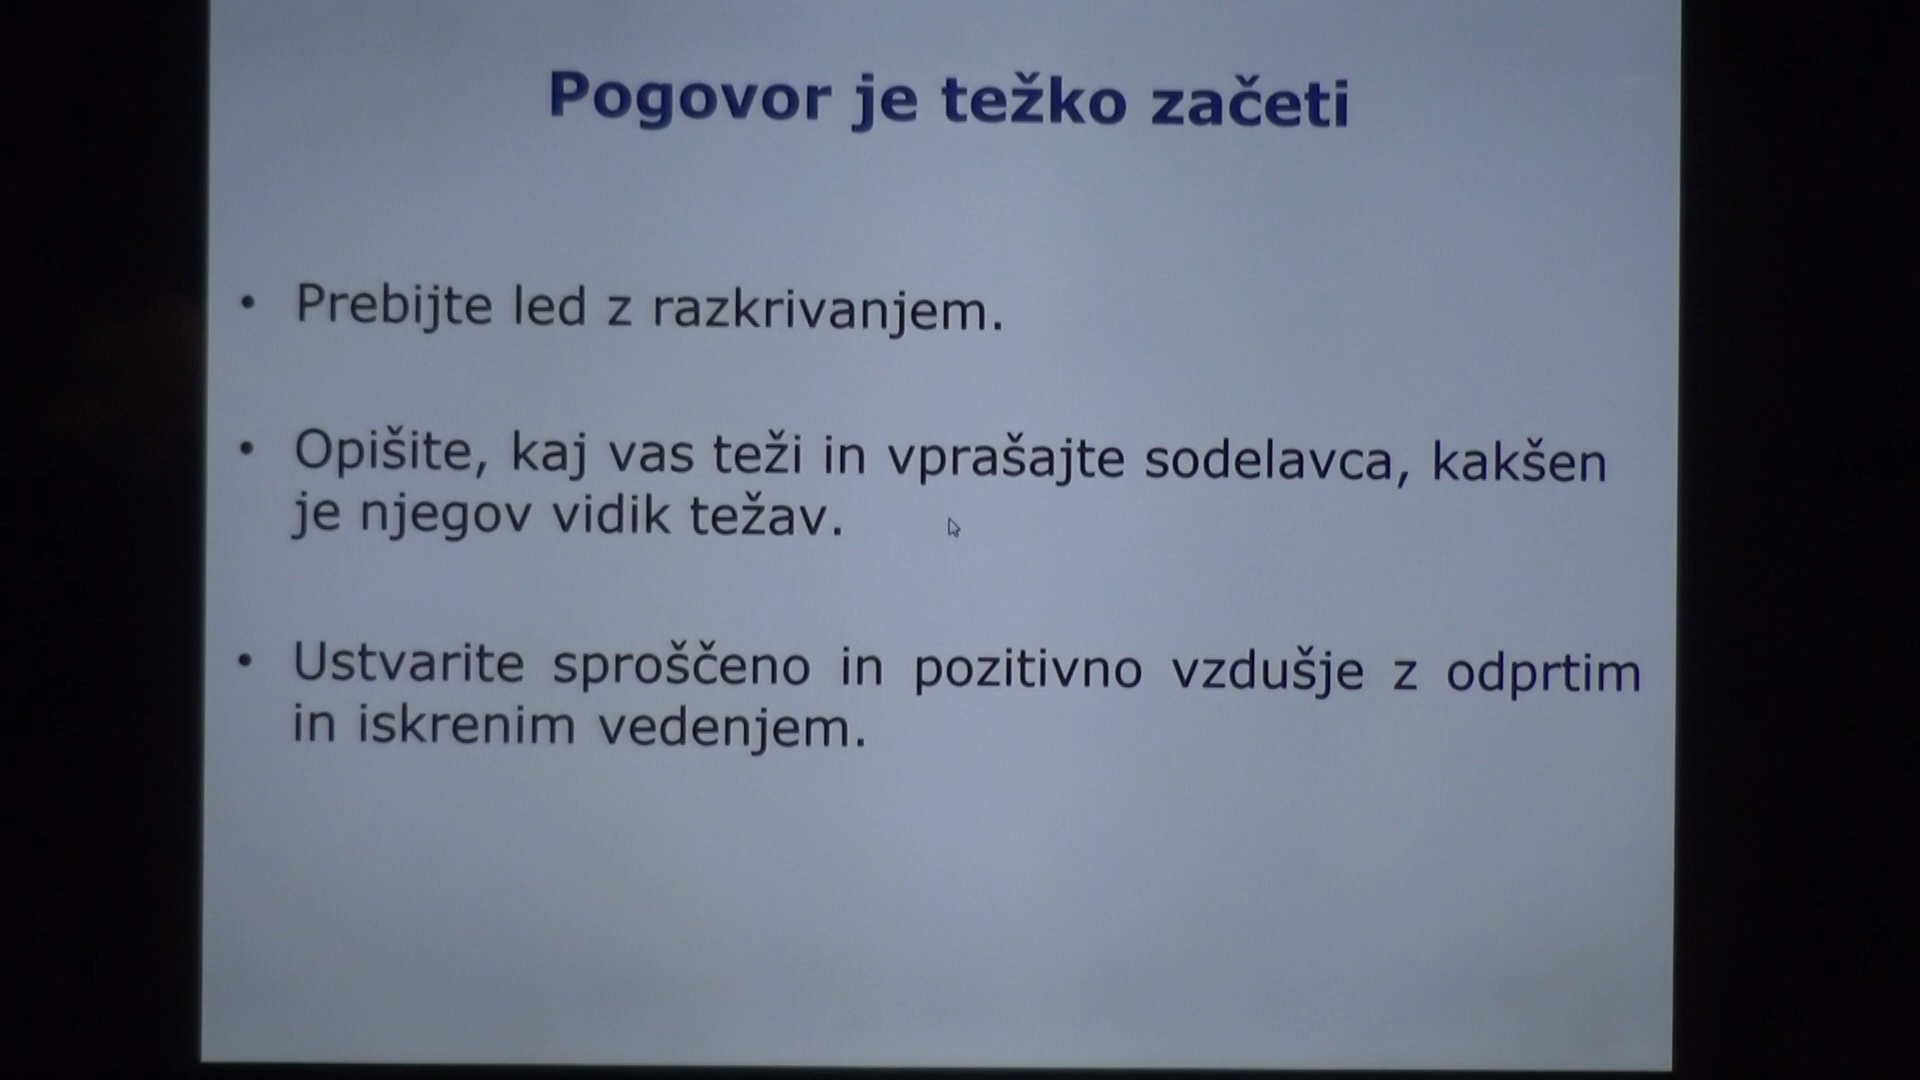 Pogovor je težko začeti
• Prebijte led z razkrivanjem.
• Opišite, kaj vas teži in vprašajte sodelavca, kakšen
je njegov vidik težav.
• Ustvarite sproščeno in pozitivno vzdušje z odprtim
in iskrenim vedenjem.